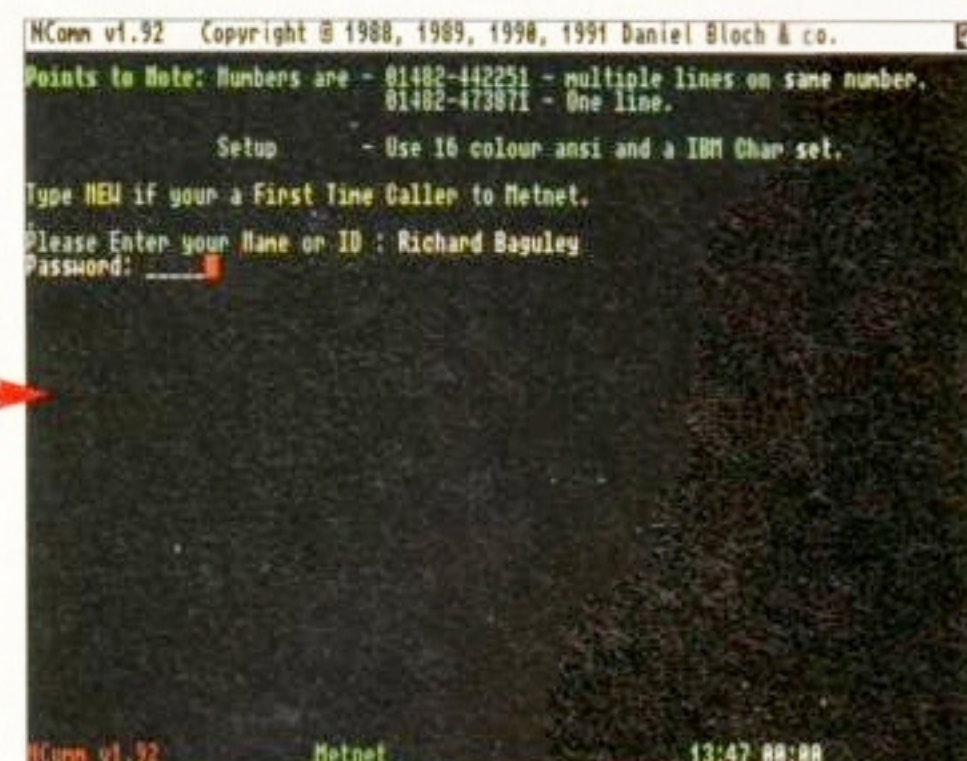 NComm v1.92 Copyright © 1988, 1989, 1990, 1991 Daniel Bloch & co.
Points to Note: Numbers are - 01482-442251 - multiple lines on same number.
01482-473871 - One line.
Setup - Use 16 colour ansi and a IBM Char set.
Type NEW if your a First Time Caller to Metnet.
Please Enter your Name or ID : Richard Baguley
Password: _____
NComm v1.92 Metnet 13:47 00:00